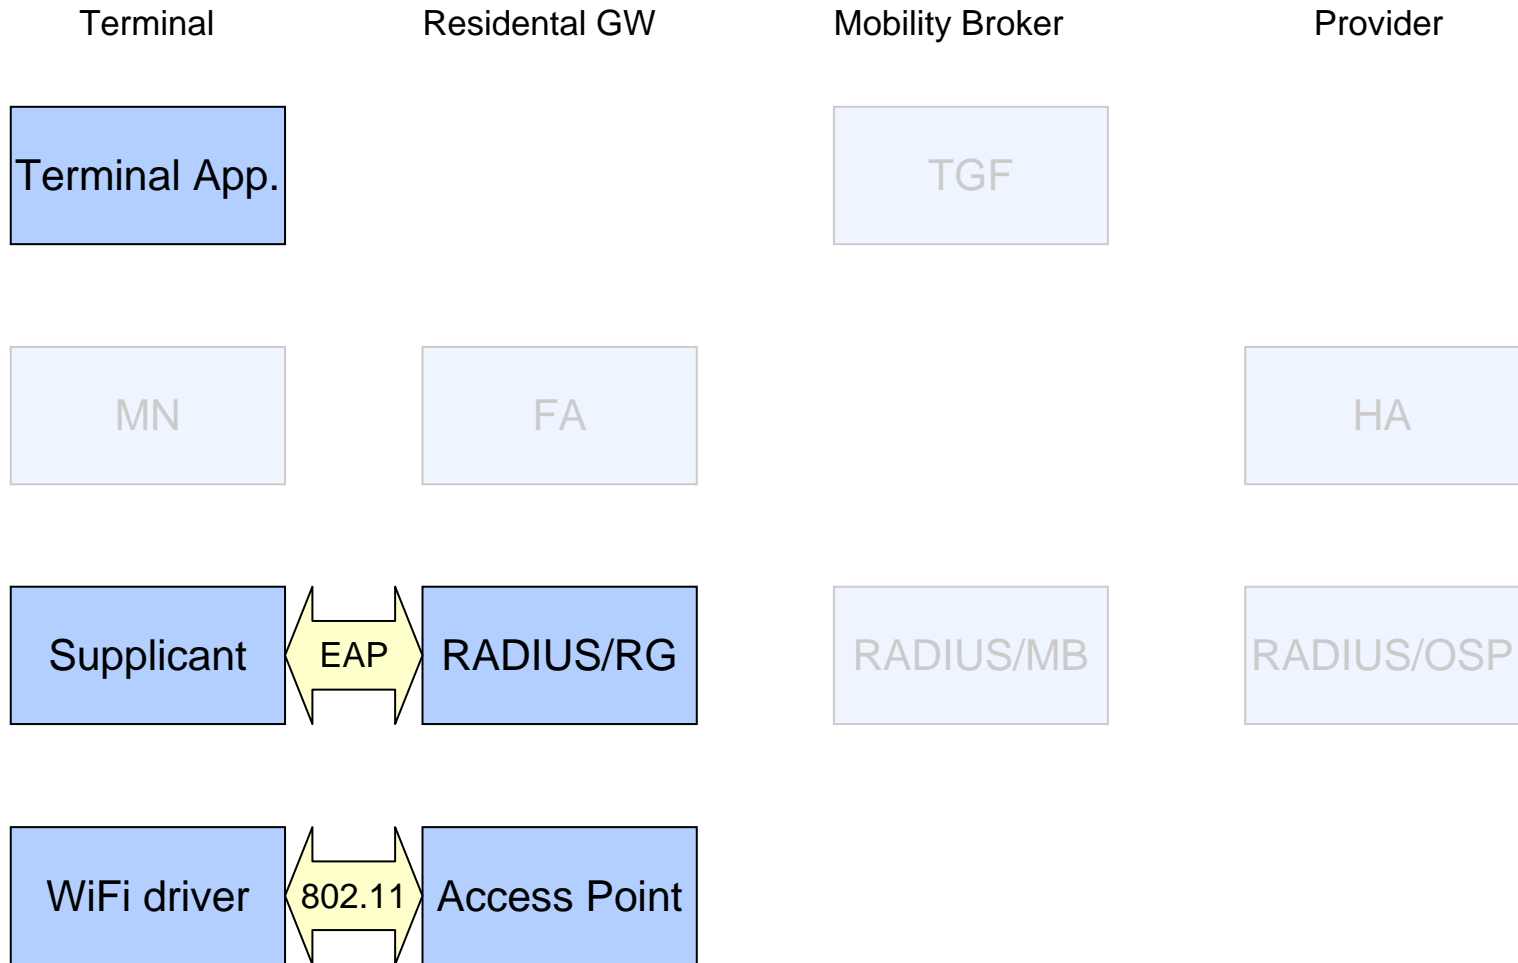 Terminal
Residental GW
Mobility Broker
Provider
Terminal App.
TGF
MN
FA
HA
Supplicant
EAP
RADIUS/RG
RADIUS/MB
RADIUS/OSP
WiFi driver
802.11
Access Point